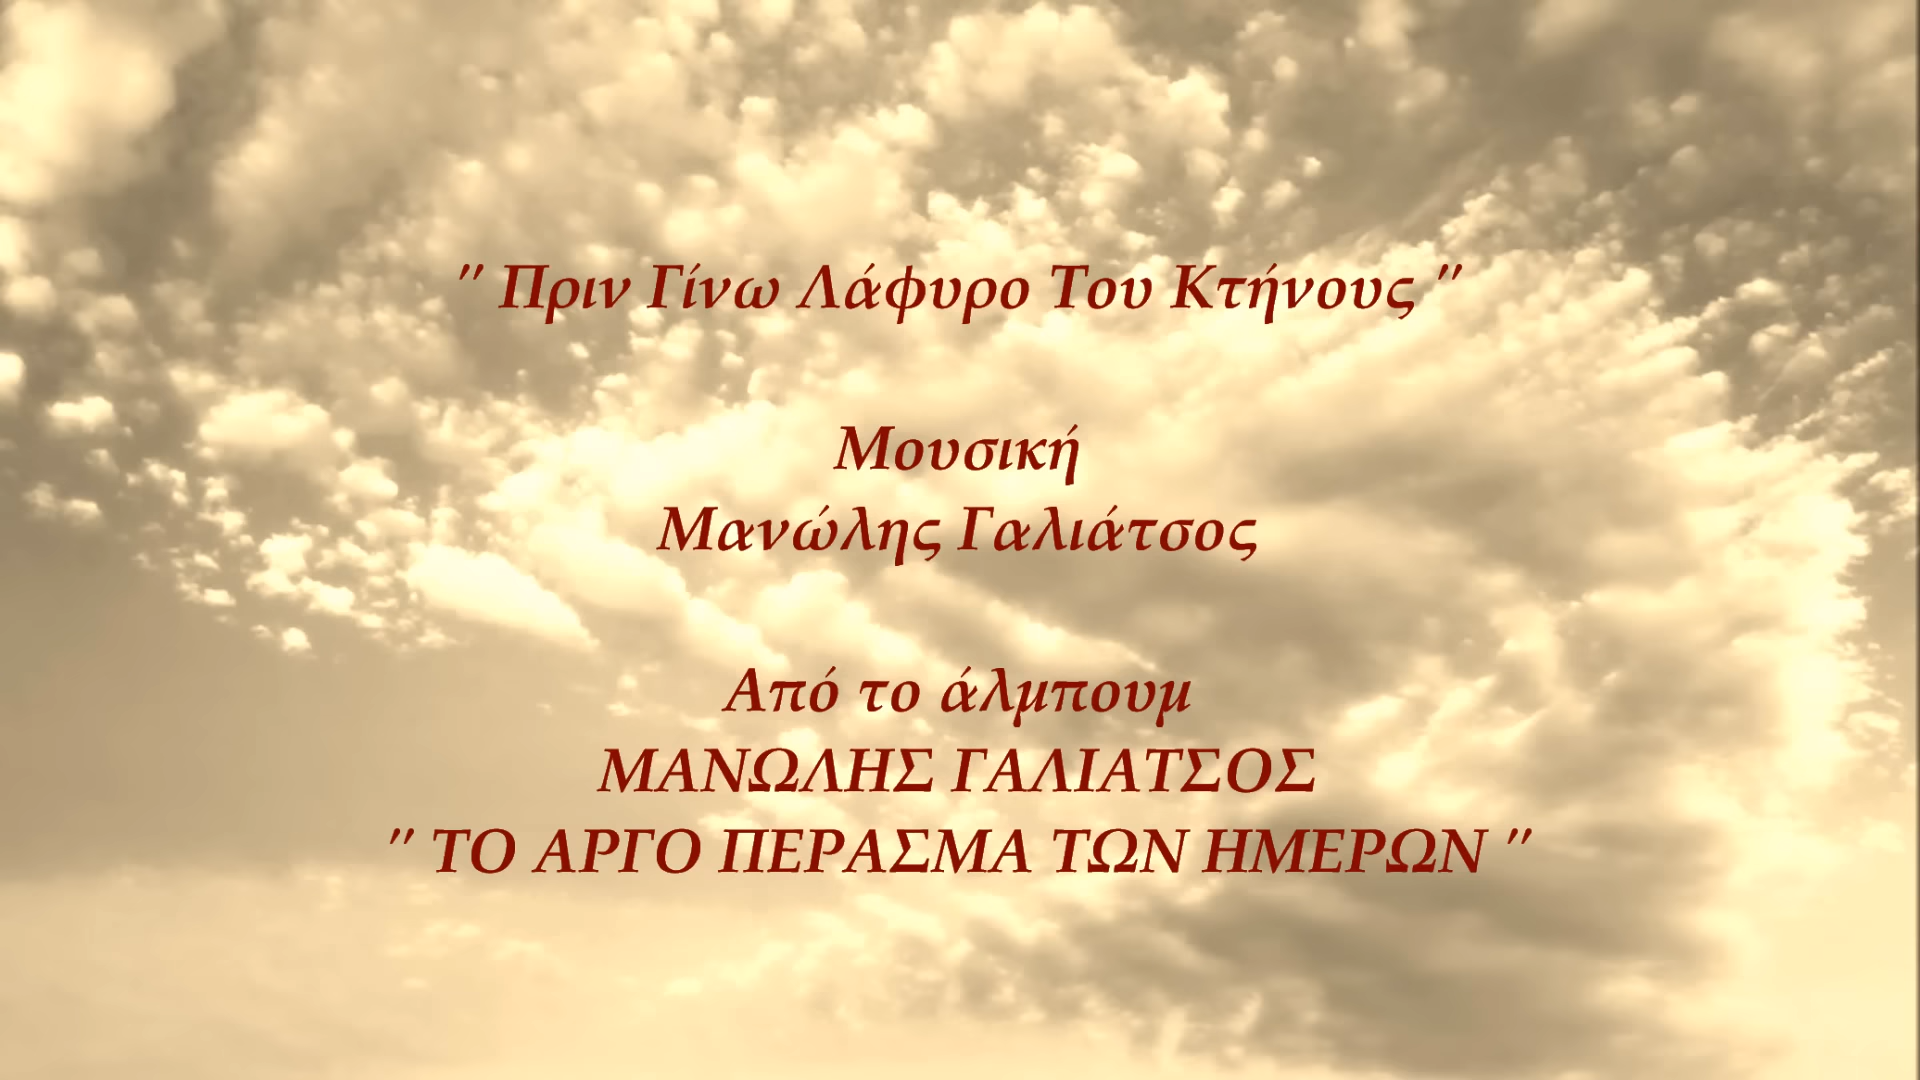 " Πριν Γίνω Λάφυρο Του Κτήνους "
Μουσική
Μανώλης Γαλιάτσος
Από το άλμπουμ
ΜΑΝΩΛΗΣ ΓΑΛΙΑΤΣΟΣ
" ΤΟ ΑΡΓΟ ΠΕΡΑΣΜΑ ΤΩΝ ΗΜΕΡΩΝ "